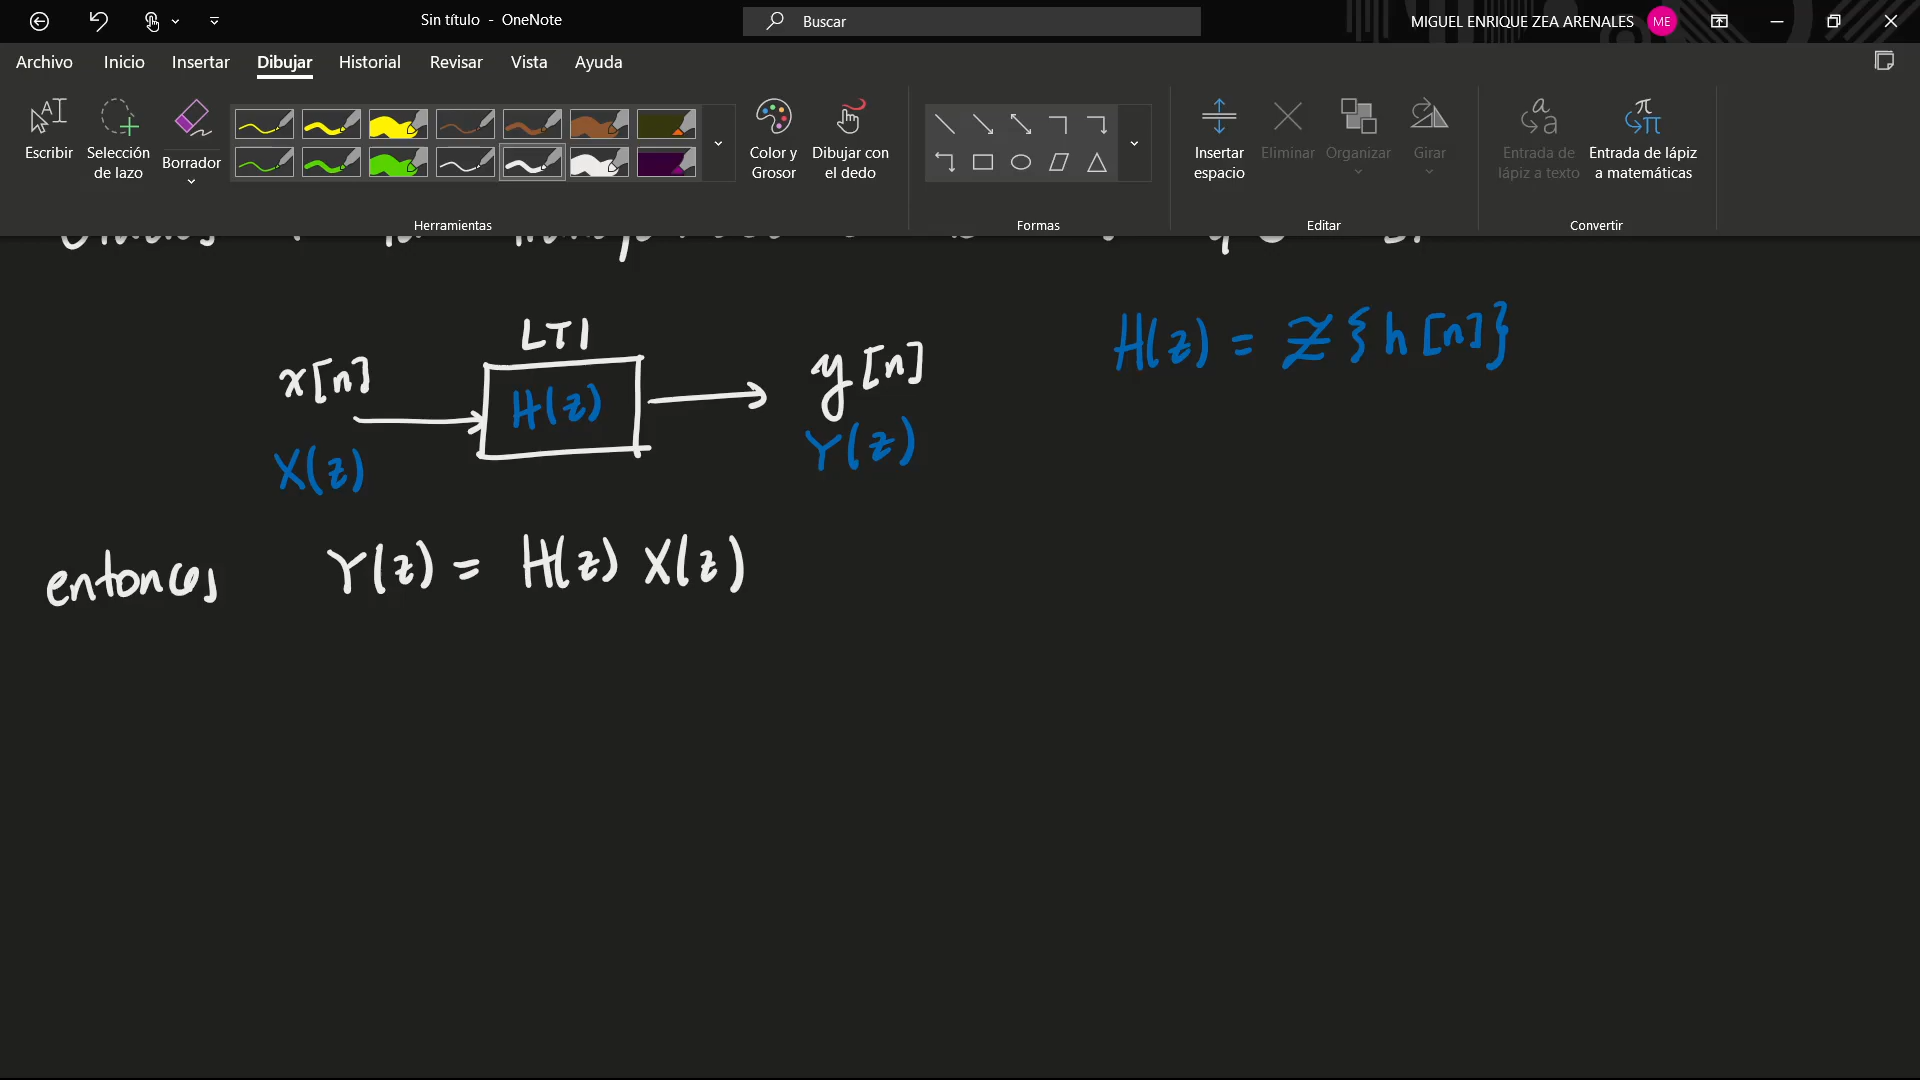 Sin título - OneNote
Buscar
MIGUEL ENRIQUE ZEA ARENALES
ME
Archivo Inicio Insertar Dibujar Historial Revisar Vista Ayuda
Escribir
Selección de lazo
Borrador
Color y Grosor
Dibujar con el dedo
Insertar espacio
Eliminar
Organizar
Girar
Entrada de lápiz a texto
Entrada de lápiz a matemáticas
Herramientas
Formas
Editar
Convertir
LTI
x[n]
H(z)
y[n]
X(z)
Y(z)
H(z) = Z{h[n]}
entonces Y(z) = H(z) X(z)